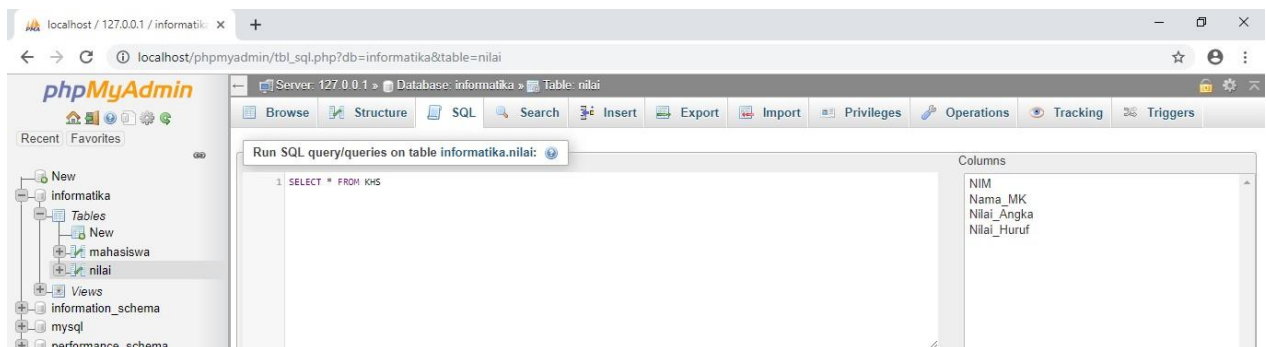 localhost / 127.0.0.1 / informatika
localhost/phpmyadmin/tbl_sql.php?db=informatika&table=nilai
phpMyAdmin
Recent Favorites
New
informatika
Tables
New
mahasiswa
nilai
Views
information_schema
mysql
performance_schema
Server: 127.0.0.1 » Database: informatika » Table: nilai
Browse Structure SQL Search Insert Export Import Privileges Operations Tracking Triggers
Run SQL query/queries on table informatika.nilai:
1 SELECT * FROM KHS
Columns
NIM
Nama_MK
Nilai_Angka
Nilai_Huruf